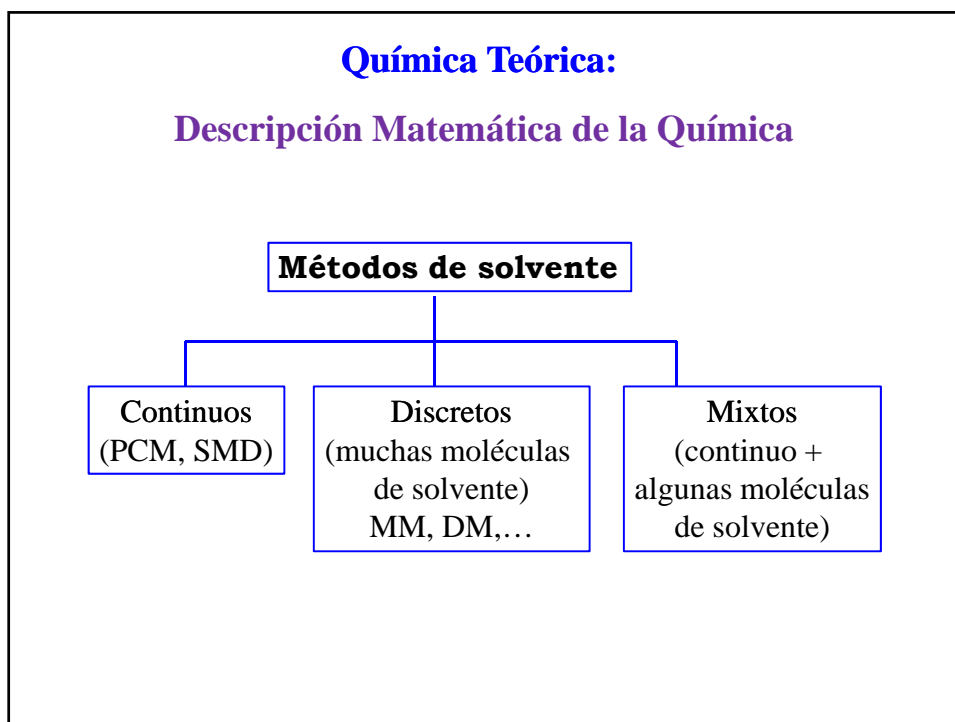 Química Teórica:
Descripción Matemática de la Química
Métodos de solvente
Continuos
(PCM, SMD)
Discretos
(muchas moléculas
de solvente)
MM, DM,…
Mixtos
(continuo +
algunas moléculas
de solvente)